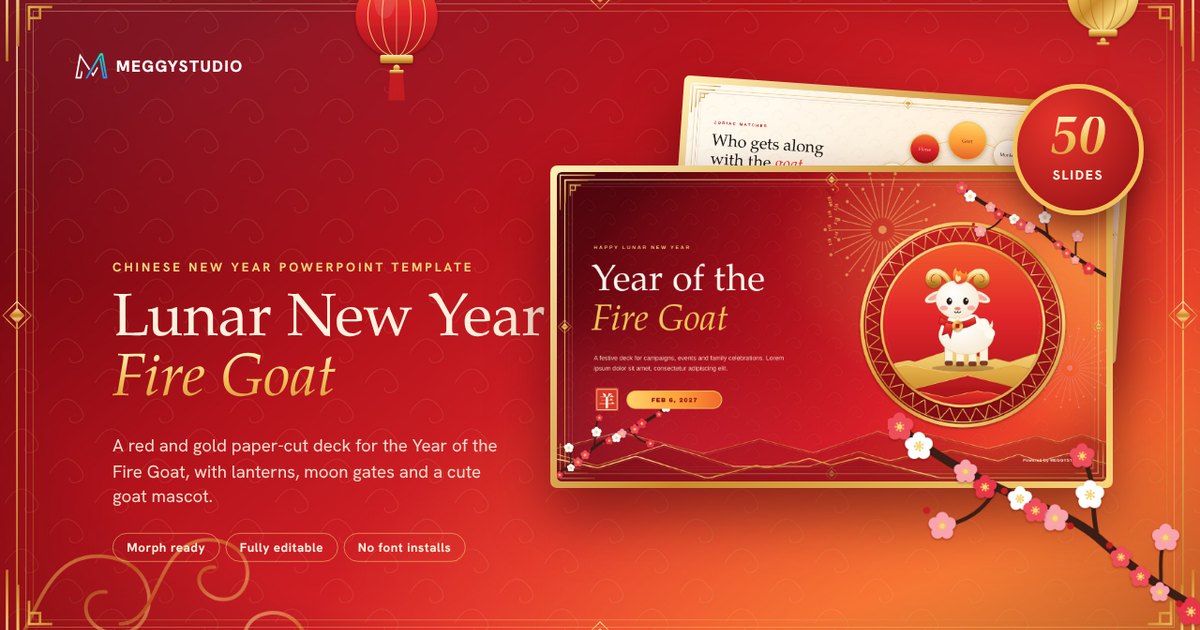 MEGGYSTUDIO
CHINESE NEW YEAR POWERPOINT TEMPLATE
Lunar New Year
Fire Goat
A red and gold paper-cut deck for the Year of the
Fire Goat, with lanterns, moon gates and a cute
goat mascot.
Morph ready
Fully editable
No font installs
ZODIAC MATCHES
Who gets along
with the goat
Horse
Goat
50
SLIDES
HAPPY LUNAR NEW YEAR
Year of the
Fire Goat
A festive deck for campaigns, events and family celebrations. Lorem
ipsum dolor sit amet, consectetur adipiscing elit.
羊
FEB 6, 2027